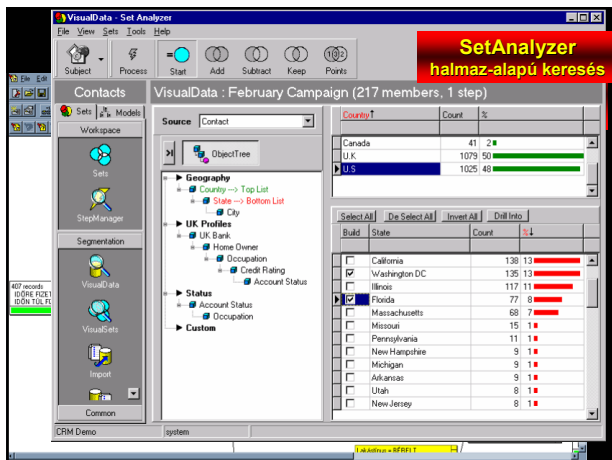 VisualData - Set Analyzer
File View Sets Tools Help
Subject Process Start Add Subtract Keep Points
SetAnalyzer
halmaz-alapú keresés
File Edit
Contacts
VisualData : February Campaign (217 members, 1 step)
Sets Models
Workspace
Sets
StepManager
Segmentation
VisualData
VisualSets
Import
Common
Source Contact
ObjectTree
Geography
Country --> Top List
State --> Bottom List
City
UK Profiles
UK Bank
Home Owner
Occupation
Credit Rating
Account Status
Status
Account Status
Occupation
Custom
Country Count %
Canada 41 2
U.K 1079 50
U.S 1025 48
Select All De Select All Invert All Drill Into
Build State Count %
California 138 13
Washington DC 135 13
Illinois 117 11
Florida 77 8
Massachusetts 68 7
Missouri 15 1
Pennsylvania 11 1
New Hampshire 9 1
Michigan 9 1
Arkansas 9 1
Utah 8 1
New Jersey 8 1
407 records
CRM Demo system